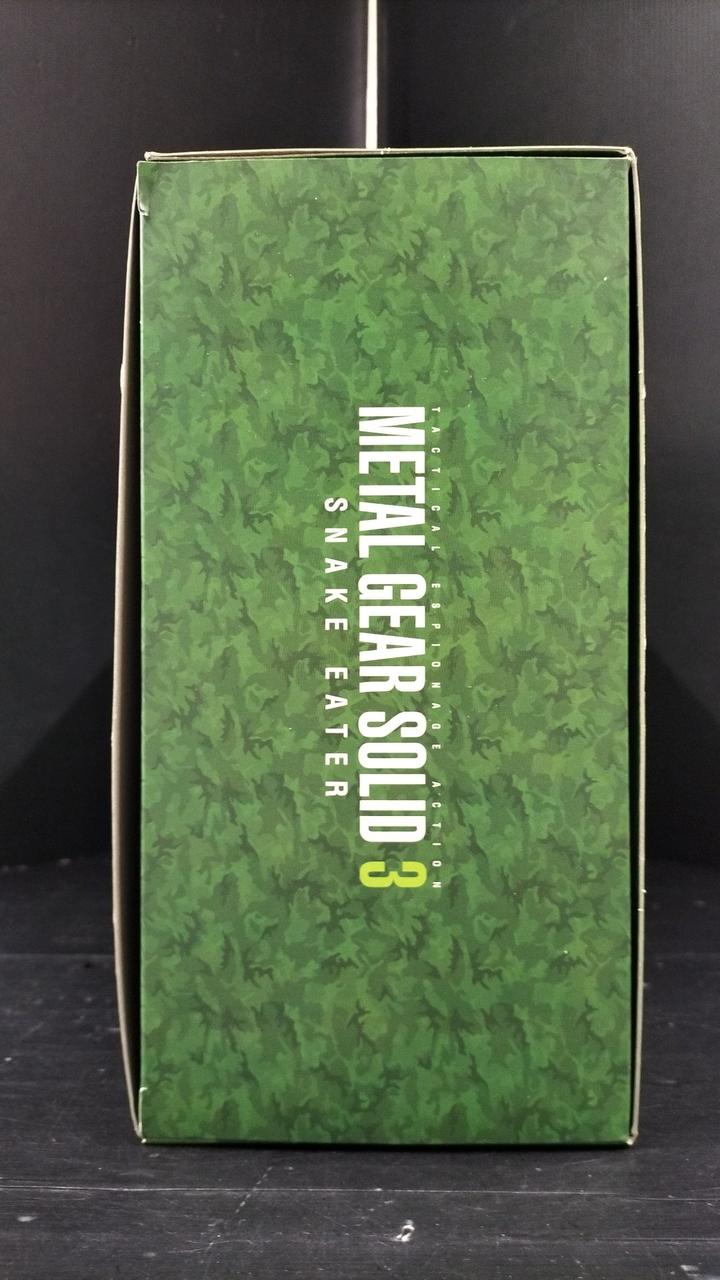 TACTICAL ESPIONAGE ACTION
METAL GEAR SOLID 3
SNAKE EATER